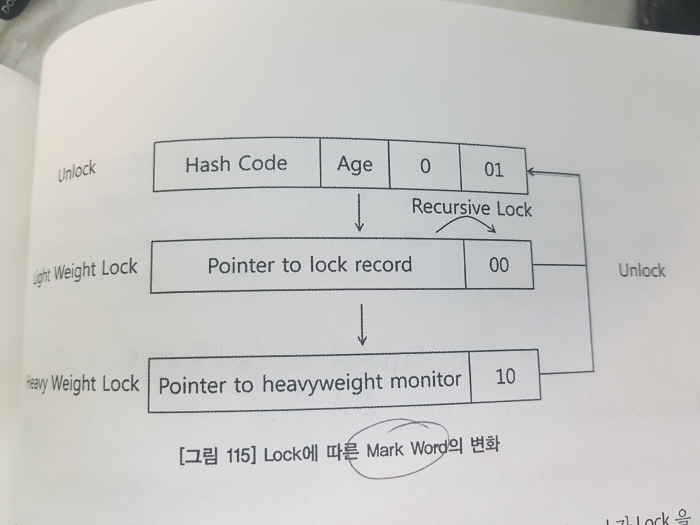 Unlock
Hash Code Age 0 01
Recursive Lock
Light Weight Lock Pointer to lock record 00
Unlock
Heavy Weight Lock Pointer to heavyweight monitor 10
[그림 115] Lock에 따른 Mark Word의 변화
Lock 을